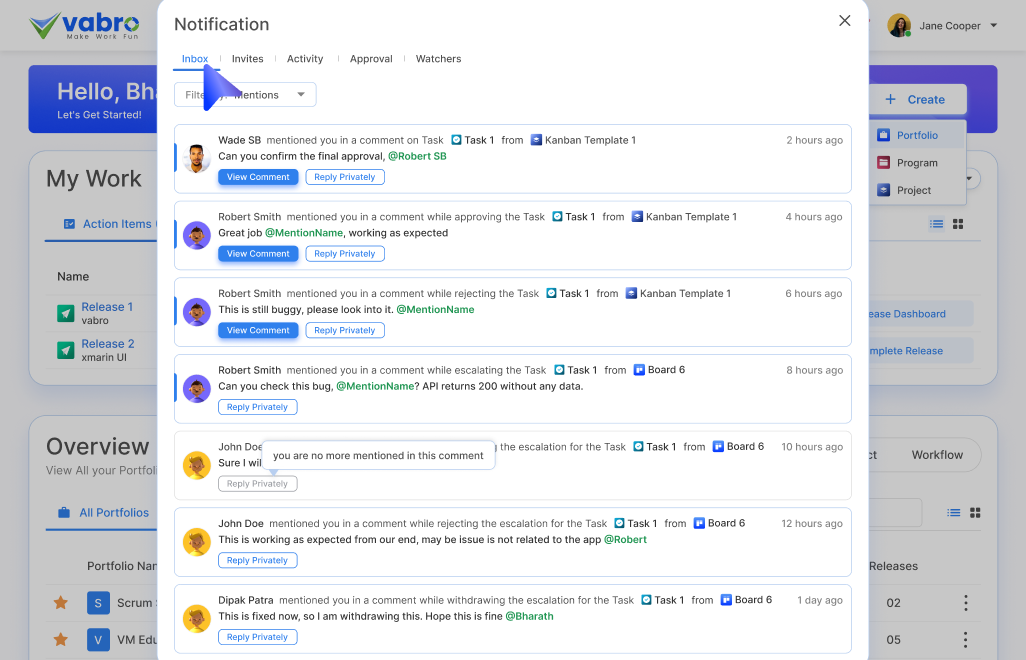 vabro
Make Work Fun
Notification
Jane Cooper
Inbox
Invites
Activity
Approval
Watchers
Hello,
Let's Get Started!
Mentions
Create
Portfolio
Program
Project
My Work
Action Items
Name
Release 1
vabro
Release 2
xmarin UI
Wade SB mentioned you in a comment on Task Task 1 from Kanban Template 1 2 hours ago
Can you confirm the final approval, @Robert SB
View Comment Reply Privately
Robert Smith mentioned you in a comment while approving the Task Task 1 from Kanban Template 1 4 hours ago
Great job @MentionName, working as expected
View Comment Reply Privately
Robert Smith mentioned you in a comment while rejecting the Task Task 1 from Kanban Template 1 6 hours ago
This is still buggy, please look into it. @MentionName
View Comment Reply Privately
Robert Smith mentioned you in a comment while escalating the Task Task 1 from Board 6 8 hours ago
Can you check this bug, @MentionName? API returns 200 without any data.
Reply Privately
John the escalation for the Task Task 1 from Board 6 10 hours ago
Sure I
you are no more mentioned in this comment
Reply Privately
John Doe mentioned you in a comment while rejecting the escalation for the Task Task 1 from Board 6 12 hours ago
This is working as expected from our end, may be issue is not related to the app @Robert
Reply Privately
Dipak Patra mentioned you in a comment while withdrawing the escalation for the Task Task 1 from Board 6 1 day ago
This is fixed now, so I am withdrawing this. Hope this is fine @Bharath
Reply Privately
Dashboard
Release
Overview
View All your
Workflow
All Portfolios
Portfolio
Releases
S Scrum
02
V VM
05